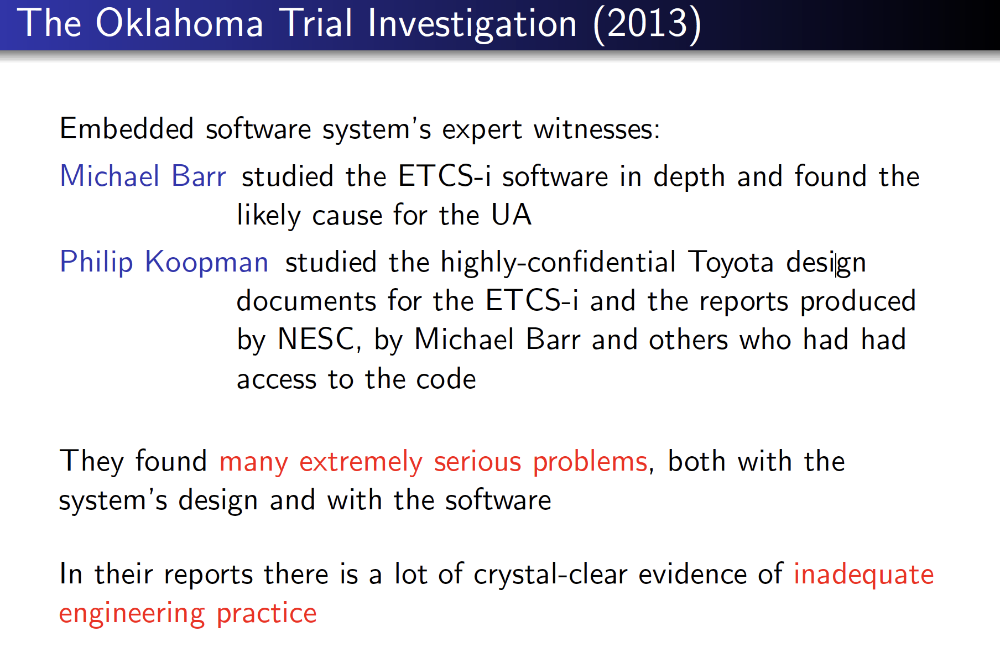 The Oklahoma Trial Investigation (2013)
Embedded software system’s expert witnesses:
Michael Barr studied the ETCS-i software in depth and found the
likely cause for the UA
Philip Koopman studied the highly-confidential Toyota design
documents for the ETCS-i and the reports produced
by NESC, by Michael Barr and others who had had
access to the code
They found many extremely serious problems, both with the
system’s design and with the software
In their reports there is a lot of crystal-clear evidence of inadequate
engineering practice